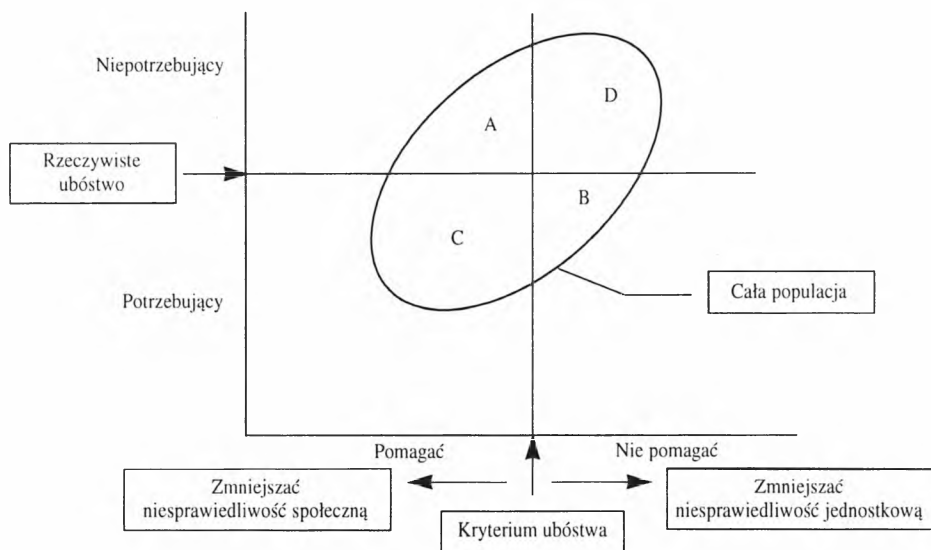 Niepotrzebujący
D
A
Rzeczywiste
ubóstwo
B
C
Cała populacja
Potrzebujący
Pomagać
Nie pomagać
Zmniejszać
niesprawiedliwość społeczną
Zmniejszać
niesprawiedliwość jednostkową
Kryterium ubóstwa